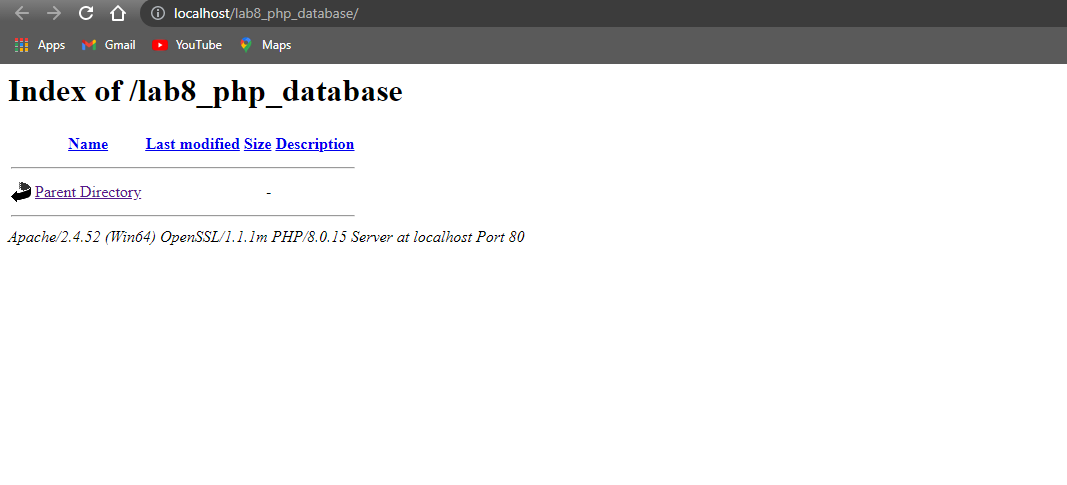 localhost/lab8_php_database/
Apps Gmail YouTube Maps
Index of /lab8_php_database
Name Last modified Size Description
Parent Directory -
Apache/2.4.52 (Win64) OpenSSL/1.1.1m PHP/8.0.15 Server at localhost Port 80